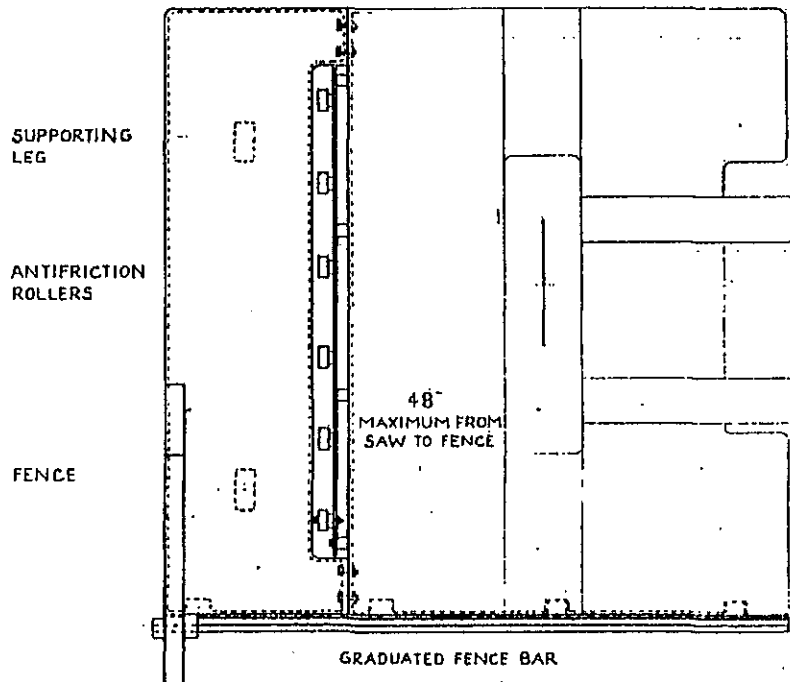 SUPPORTING
LEG
ANTIFRICTION
ROLLERS
48"
MAXIMUM FROM
SAW TO FENCE
FENCE
GRADUATED FENCE BAR